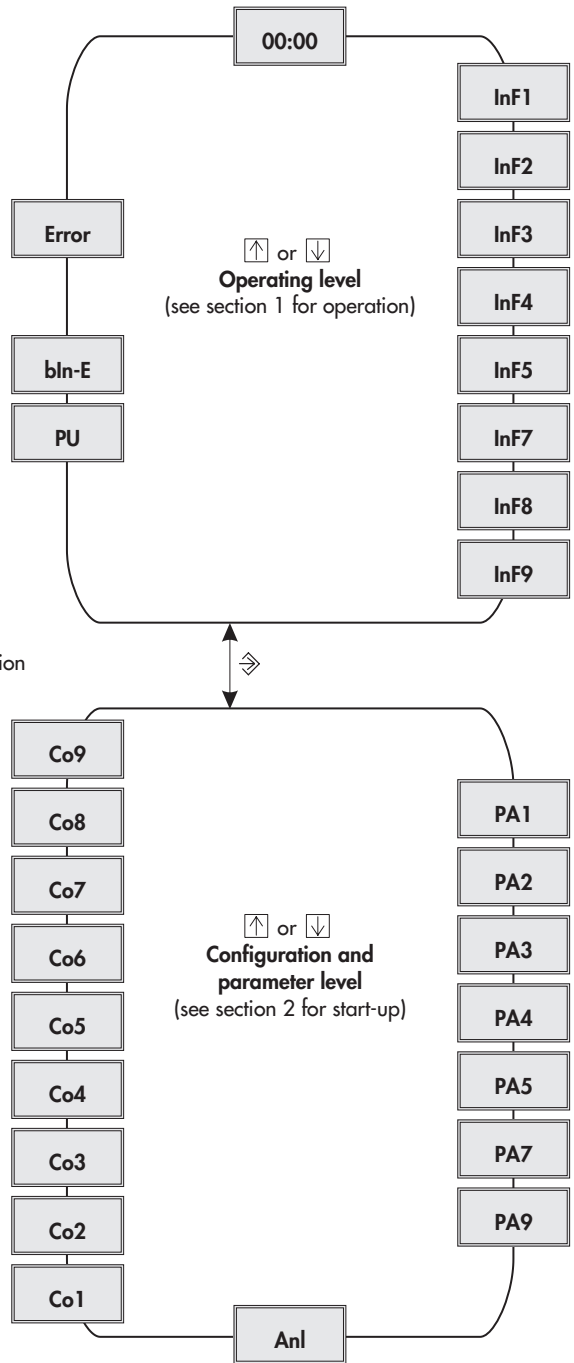 00:00
InF1
InF2
InF3
InF4
InF5
InF7
InF8
InF9
Error
bIn-E
PU
↑ or ↓
Operating level
(see section 1 for operation)
Co9
Co8
Co7
Co6
Co5
Co4
Co3
Co2
Co1
↑ or ↓
Configuration and
parameter level
(see section 2 for start-up)
PA1
PA2
PA3
PA4
PA5
PA7
PA9
AnI